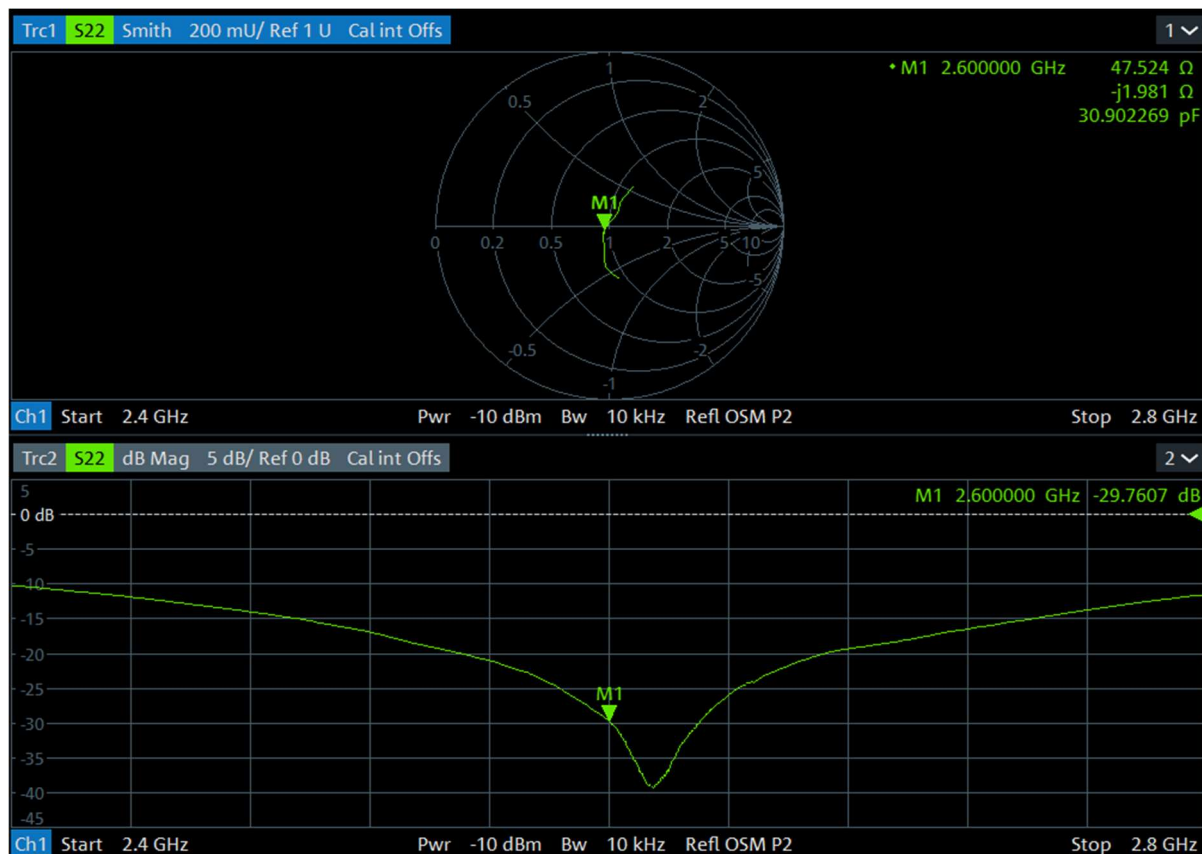 Trc1 S22 Smith 200 mU/ Ref 1 U Cal int Offs 1
•M1 2.600000 GHz 47.524 Ω
-j1.981 Ω
30.902269 pF
1
0.5 2
5
M1
0 0.2 0.5 1 2 5 10
-5
-0.5 -2
-1
Ch1 Start 2.4 GHz Pwr -10 dBm Bw 10 kHz Refl OSM P2 Stop 2.8 GHz
Trc2 S22 dB Mag 5 dB/ Ref 0 dB Cal int Offs 2
5
M1 2.600000 GHz -29.7607 dB
0 dB
-5
-10
-15
-20
-25
M1
-30
-35
-40
-45
Ch1 Start 2.4 GHz Pwr -10 dBm Bw 10 kHz Refl OSM P2 Stop 2.8 GHz